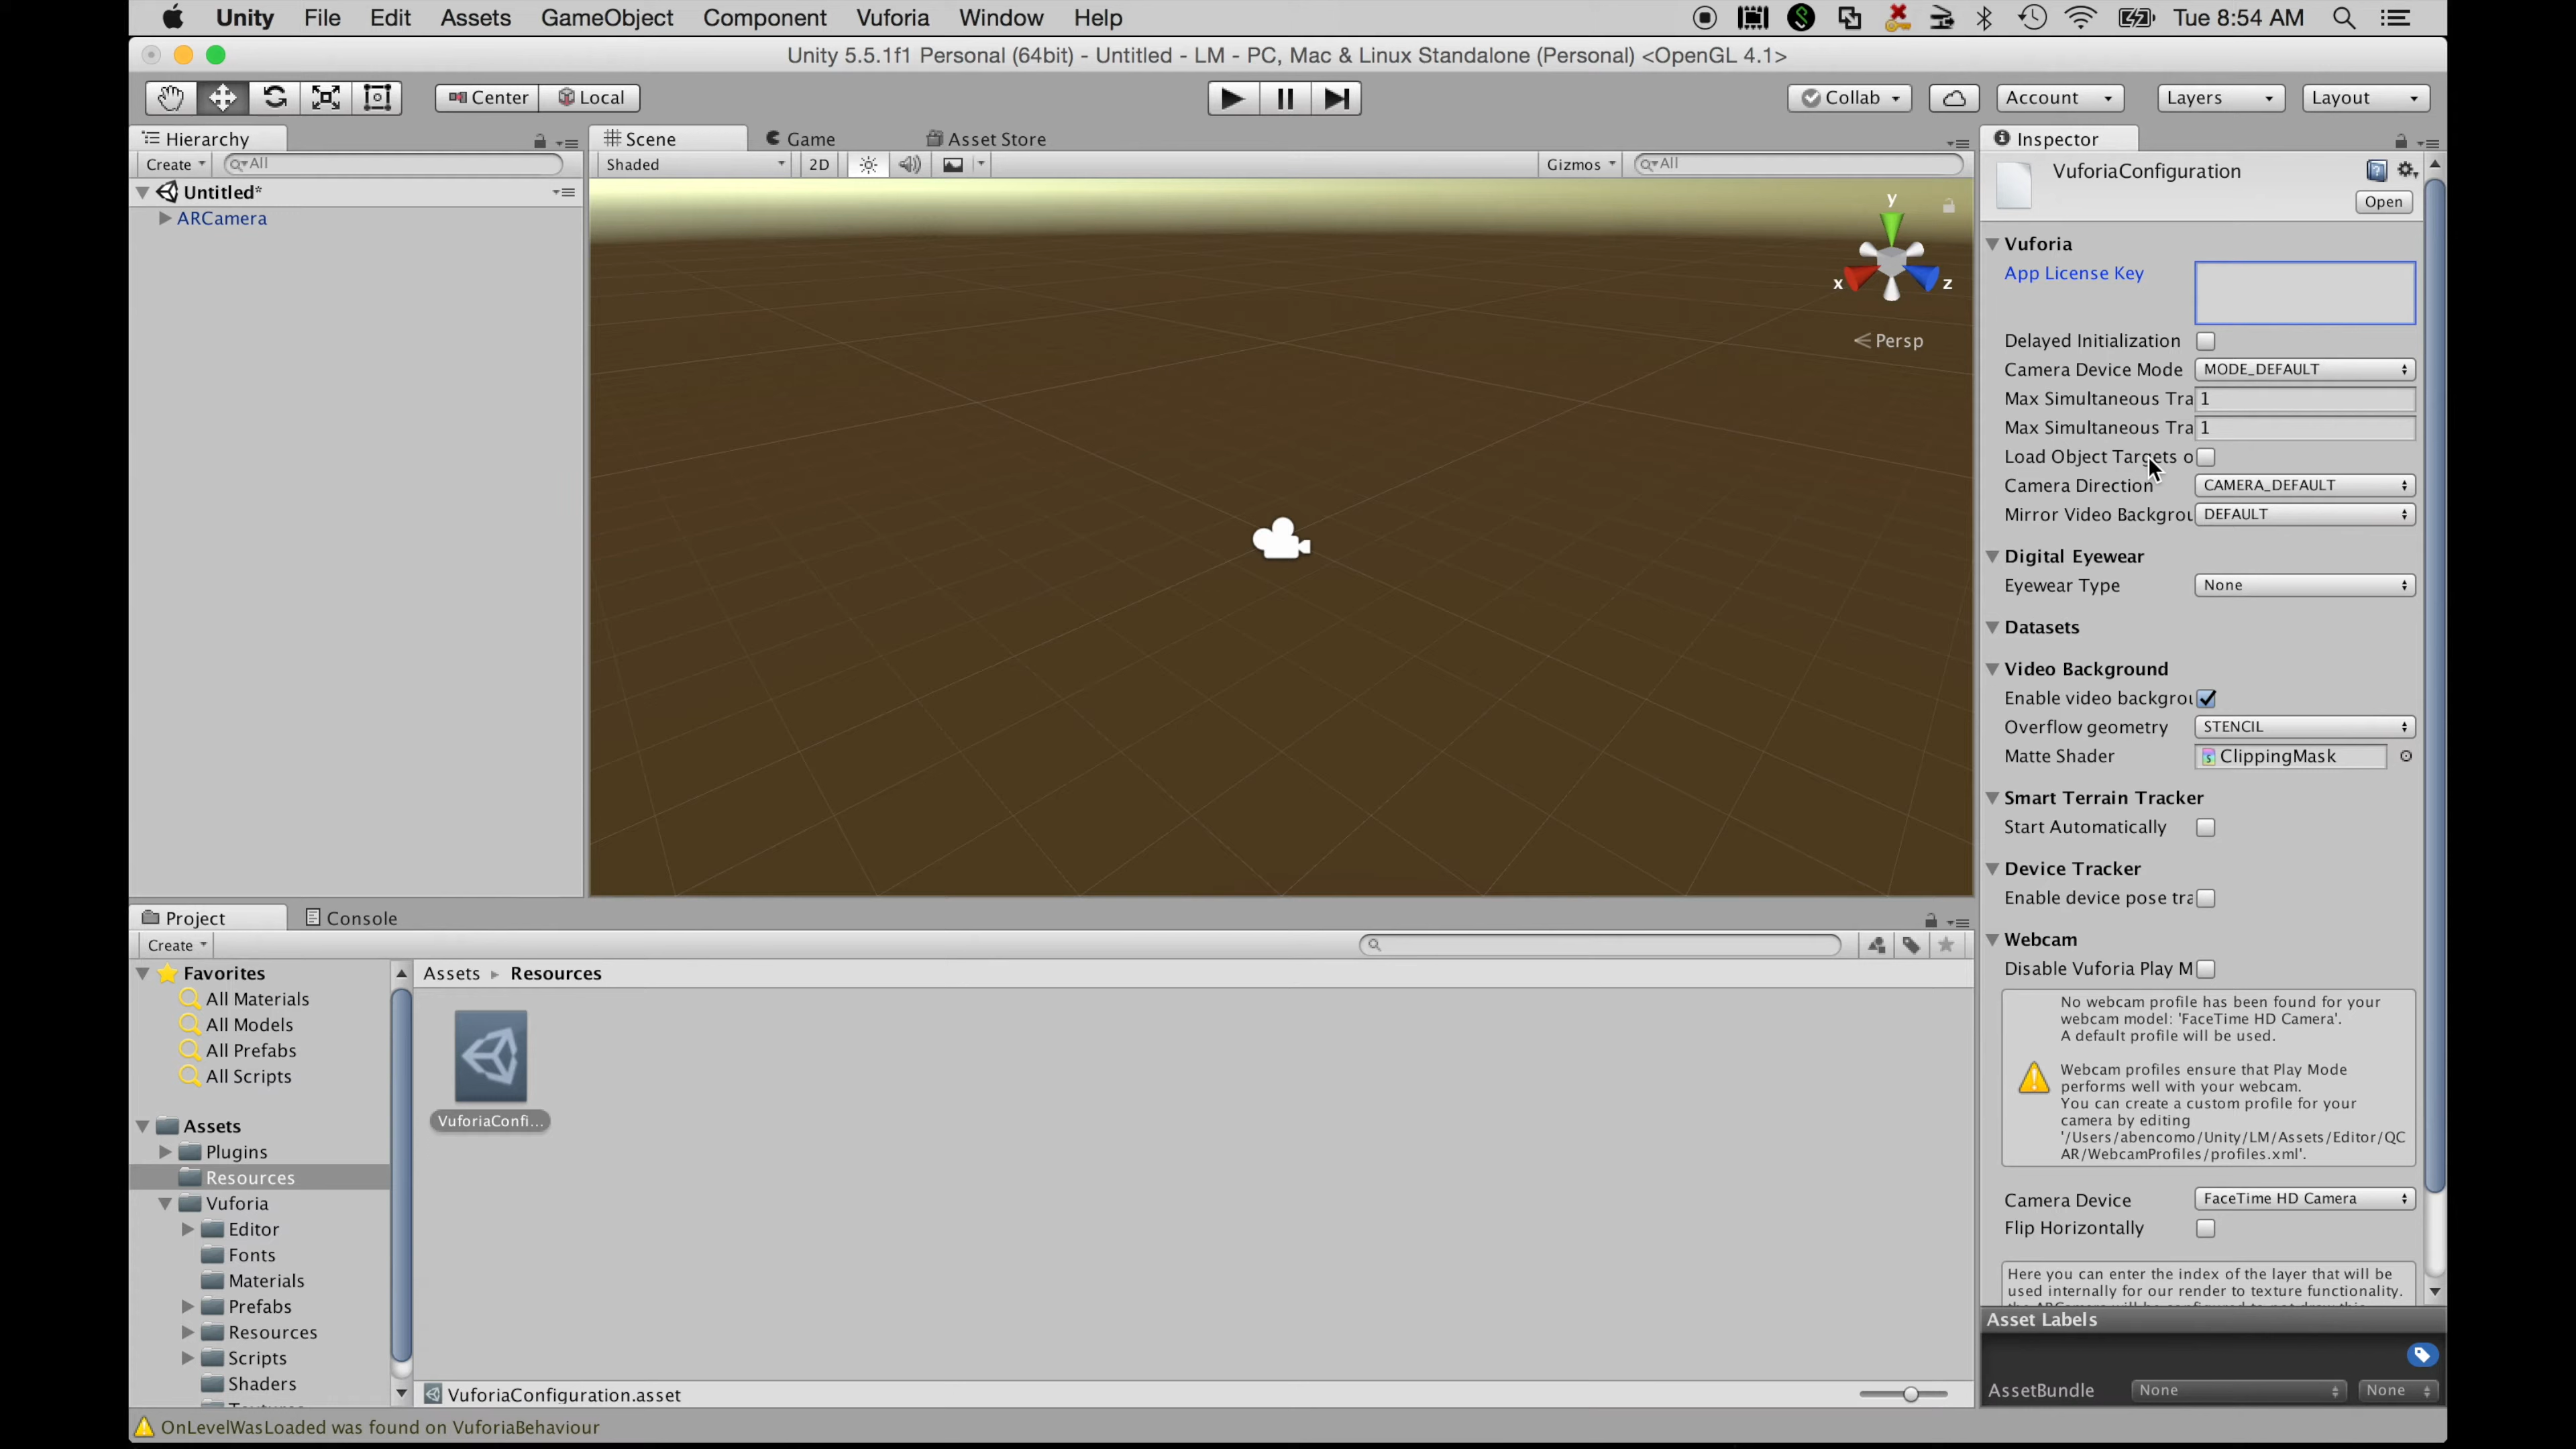 Unity File Edit Assets GameObject Component Vuforia Window Help Tue 8:54 AM
Unity 5.5.1f1 Personal (64bit) - Untitled - LM - PC, Mac & Linux Standalone (Personal) <OpenGL 4.1>
Center Local Collab Account Layers Layout
Hierarchy
Create All
Untitled*
ARCamera
Scene Game Asset Store
Shaded 2D Gizmos All
y
x z
Persp
Inspector
VuforiaConfiguration
Open
Vuforia
App License Key
Delayed Initialization
Camera Device Mode MODE_DEFAULT
Max Simultaneous Tra 1
Max Simultaneous Tra 1
Load Object Targets o
Camera Direction CAMERA_DEFAULT
Mirror Video Backgrou DEFAULT
Digital Eyewear
Eyewear Type None
Datasets
Video Background
Enable video backgrou
Overflow geometry STENCIL
Matte Shader ClippingMask
Smart Terrain Tracker
Start Automatically
Device Tracker
Enable device pose tra
Webcam
Disable Vuforia Play M
No webcam profile has been found for your
webcam model: 'FaceTime HD Camera'.
A default profile will be used.
Webcam profiles ensure that Play Mode
performs well with your webcam.
You can create a custom profile for your
camera by editing
'/Users/abencomo/Unity/LM/Assets/Editor/QC
AR/WebcamProfiles/profiles.xml'.
Camera Device FaceTime HD Camera
Flip Horizontally
Here you can enter the index of the layer that will be
used internally for our render to texture functionality.
Asset Labels
AssetBundle None None
Project Console
Create
Favorites
All Materials
All Models
All Prefabs
All Scripts
Assets
Plugins
Resources
Vuforia
Editor
Fonts
Materials
Prefabs
Resources
Scripts
Shaders
Assets Resources
VuforiaConfi...
VuforiaConfiguration.asset
OnLevelWasLoaded was found on VuforiaBehaviour